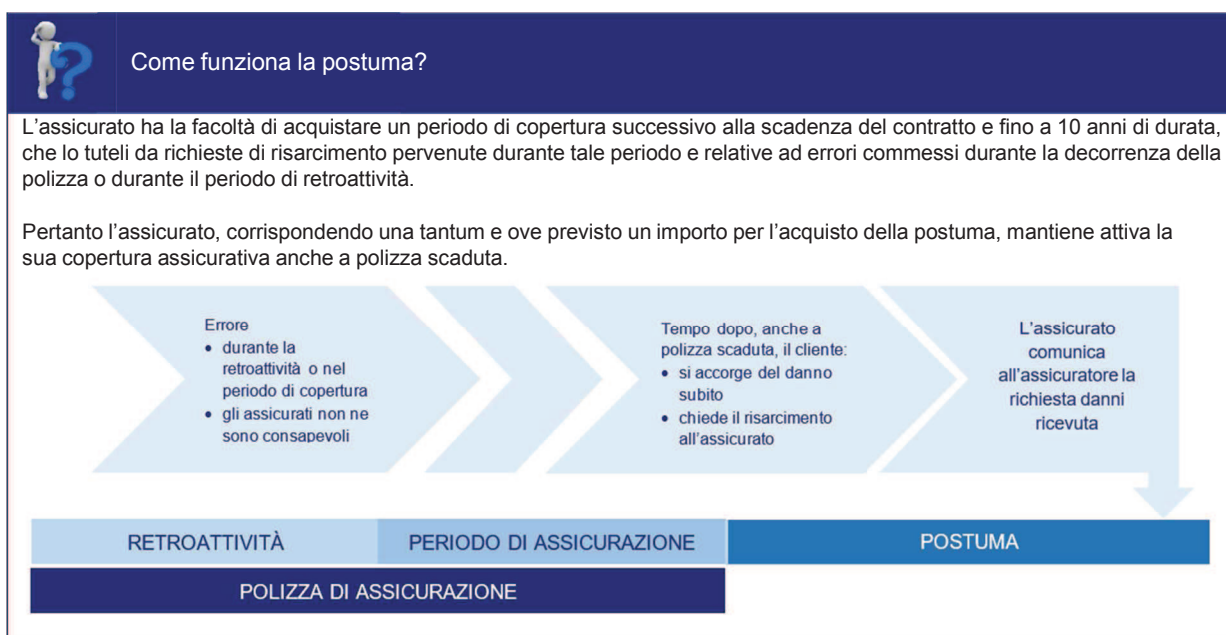 Come funziona la postuma?
L'assicurato ha la facoltà di acquistare un periodo di copertura successivo alla scadenza del contratto e fino a 10 anni di durata,
che lo tuteli da richieste di risarcimento pervenute durante tale periodo e relative ad errori commessi durante la decorrenza della
polizza o durante il periodo di retroattività.
Pertanto l'assicurato, corrispondendo una tantum e ove previsto un importo per l'acquisto della postuma, mantiene attiva la
sua copertura assicurativa anche a polizza scaduta.
Errore
• durante la
retroattività o nel
periodo di copertura
• gli assicurati non ne
sono consapevoli
Tempo dopo, anche a
polizza scaduta, il cliente:
• si accorge del danno
subito
• chiede il risarcimento
all'assicurato
L'assicurato
comunica
all'assicuratore la
richiesta danni
ricevuta
RETROATTIVITÀ
PERIODO DI ASSICURAZIONE
POSTUMA
POLIZZA DI ASSICURAZIONE